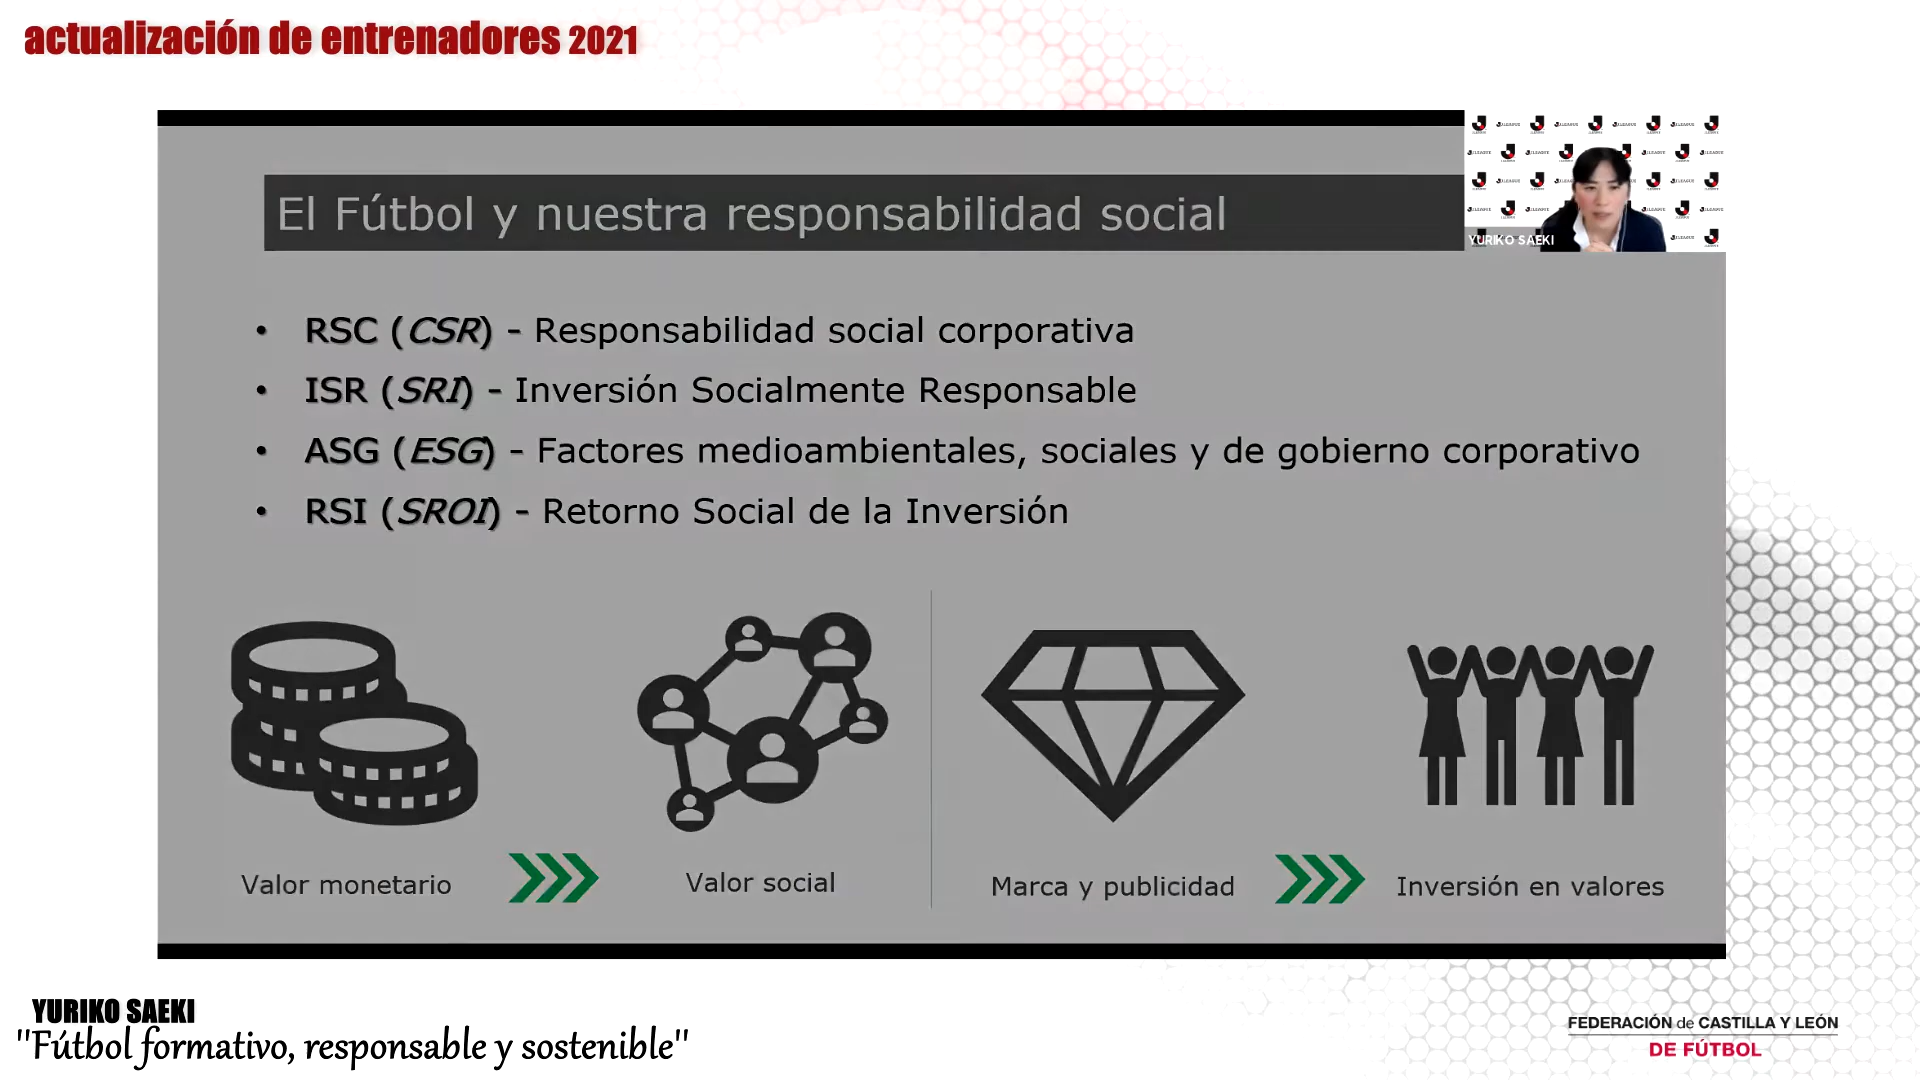 actualización de entrenadores 2021
El Fútbol y nuestra responsabilidad social
YURIKO SAEKI
• RSC (CSR) - Responsabilidad social corporativa
• ISR (SRI) - Inversión Socialmente Responsable
• ASG (ESG) - Factores medioambientales, sociales y de gobierno corporativo
• RSI (SROI) - Retorno Social de la Inversión
Valor monetario
Valor social
Marca y publicidad
Inversión en valores
YURIKO SAEKI
"Fútbol formativo, responsable y sostenible"
FEDERACIÓN de CASTILLA Y LEÓN
DE FÚTBOL